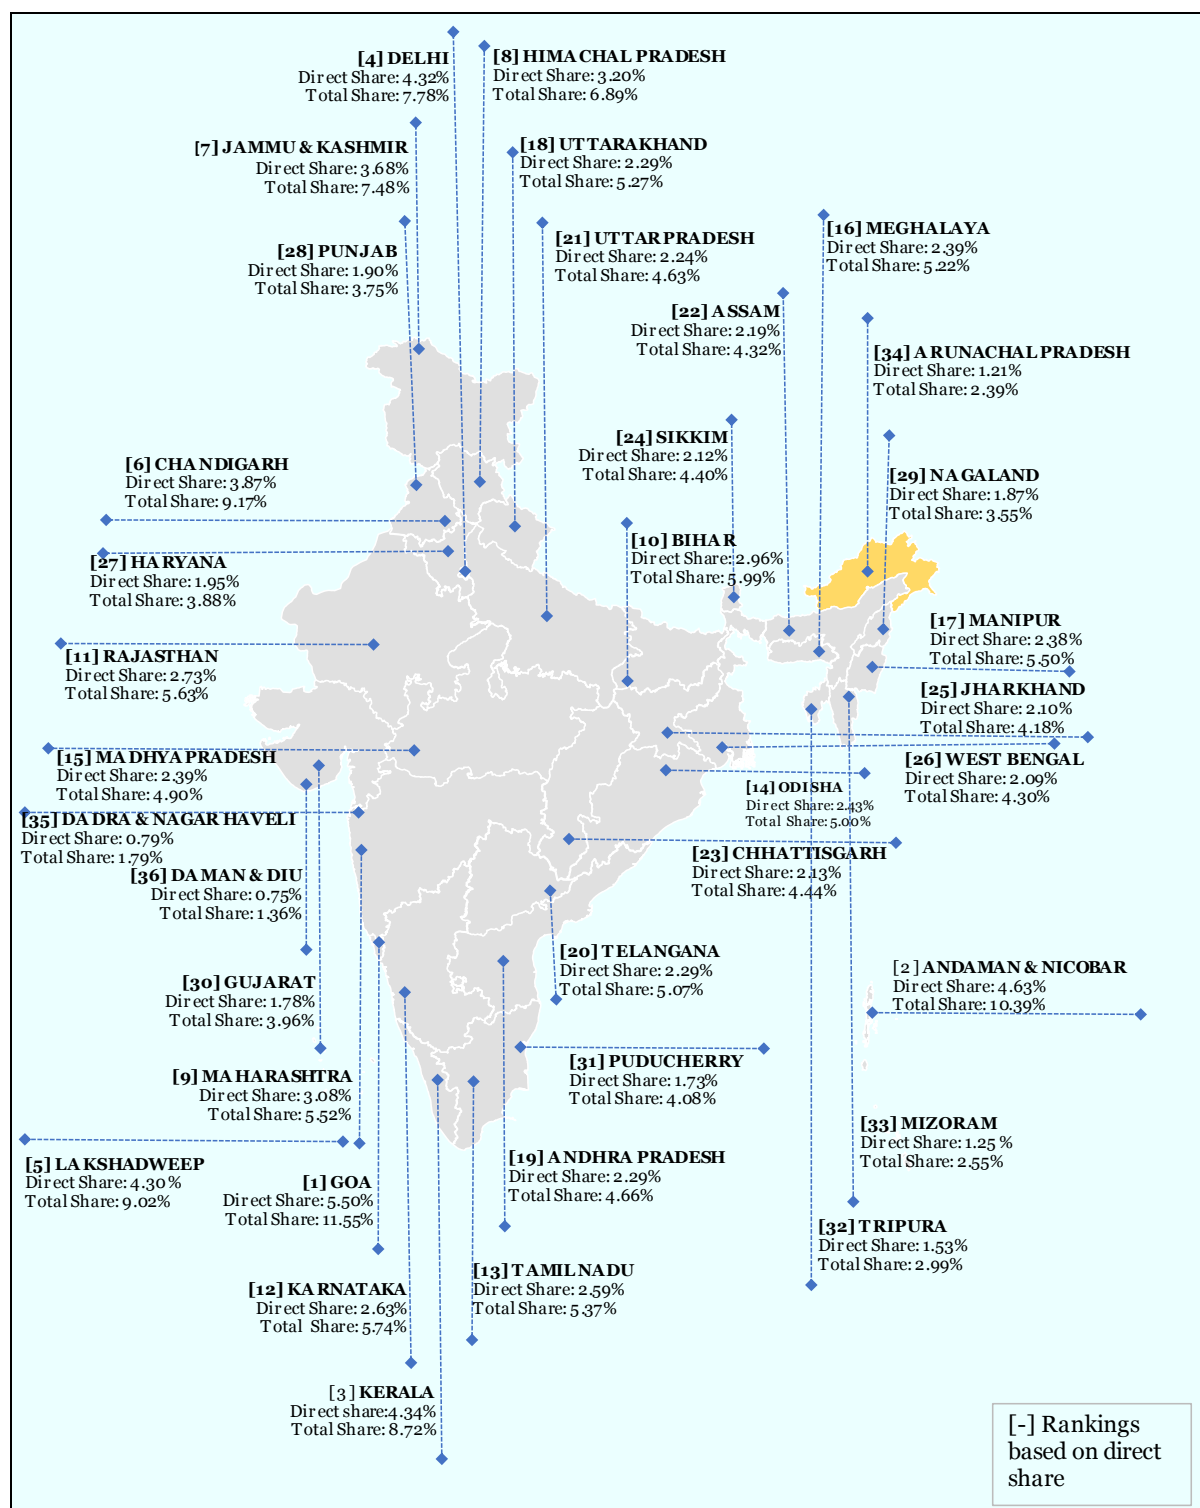 [4] DELHI
Direct Share: 4.32%
Total Share: 7.78%
[8] HIMACHAL PRADESH
Direct Share: 3.20%
Total Share: 6.89%
[7] JAMMU & KASHMIR
Direct Share: 3.68%
Total Share: 7.48%
[18] UTTARAKHAND
Direct Share: 2.29%
Total Share: 5.27%
[28] PUNJAB
Direct Share: 1.90%
Total Share: 3.75%
[21] UTTAR PRADESH
Direct Share: 2.24%
Total Share: 4.63%
[16] MEGHALAYA
Direct Share: 2.39%
Total Share: 5.22%
[22] ASSAM
Direct Share: 2.19%
Total Share: 4.32%
[34] ARUNACHAL PRADESH
Direct Share: 1.21%
Total Share: 2.39%
[24] SIKKIM
Direct Share: 2.12%
Total Share: 4.40%
[6] CHANDIGARH
Direct Share: 3.87%
Total Share: 9.17%
[29] NAGALAND
Direct Share: 1.87%
Total Share: 3.55%
[10] BIHAR
Direct Share: 2.96%
Total Share: 5.99%
[27] HARYANA
Direct Share: 1.95%
Total Share: 3.88%
[17] MANIPUR
Direct Share: 2.38%
Total Share: 5.50%
[11] RAJASTHAN
Direct Share: 2.73%
Total Share: 5.63%
[25] JHARKHAND
Direct Share: 2.10%
Total Share: 4.18%
[15] MADHYA PRADESH
Direct Share: 2.39%
Total Share: 4.90%
[26] WEST BENGAL
Direct Share: 2.09%
Total Share: 4.30%
[14] ODISHA
Direct Share: 2.43%
Total Share: 5.00%
[35] DADRA & NAGAR HAVELI
Direct Share: 0.79%
Total Share: 1.79%
[23] CHHATTISGARH
Direct Share: 2.13%
Total Share: 4.44%
[36] DAMAN & DIU
Direct Share: 0.75%
Total Share: 1.36%
[20] TELANGANA
Direct Share: 2.29%
Total Share: 5.07%
[2] ANDAMAN & NICOBAR
Direct Share: 4.63%
Total Share: 10.39%
[30] GUJARAT
Direct Share: 1.78%
Total Share: 3.96%
[31] PUDUCHERRY
Direct Share: 1.73%
Total Share: 4.08%
[9] MAHARASHTRA
Direct Share: 3.08%
Total Share: 5.52%
[33] MIZORAM
Direct Share: 1.25 %
Total Share: 2.55%
[5] LAKSHADWEEP
Direct Share: 4.30 %
Total Share: 9.02%
[1] GOA
Direct Share: 5.50%
Total Share: 11.55%
[19] ANDHRA PRADESH
Direct Share: 2.29%
Total Share: 4.66%
[32] TRIPURA
Direct Share: 1.53%
Total Share: 2.99%
[12] KARNATAKA
Direct Share: 2.63%
Total Share: 5.74%
[13] TAMIL NADU
Direct Share: 2.59%
Total Share: 5.37%
[3] KERALA
Direct share:4.34%
Total Share: 8.72%
[-] Rankings
based on direct
share